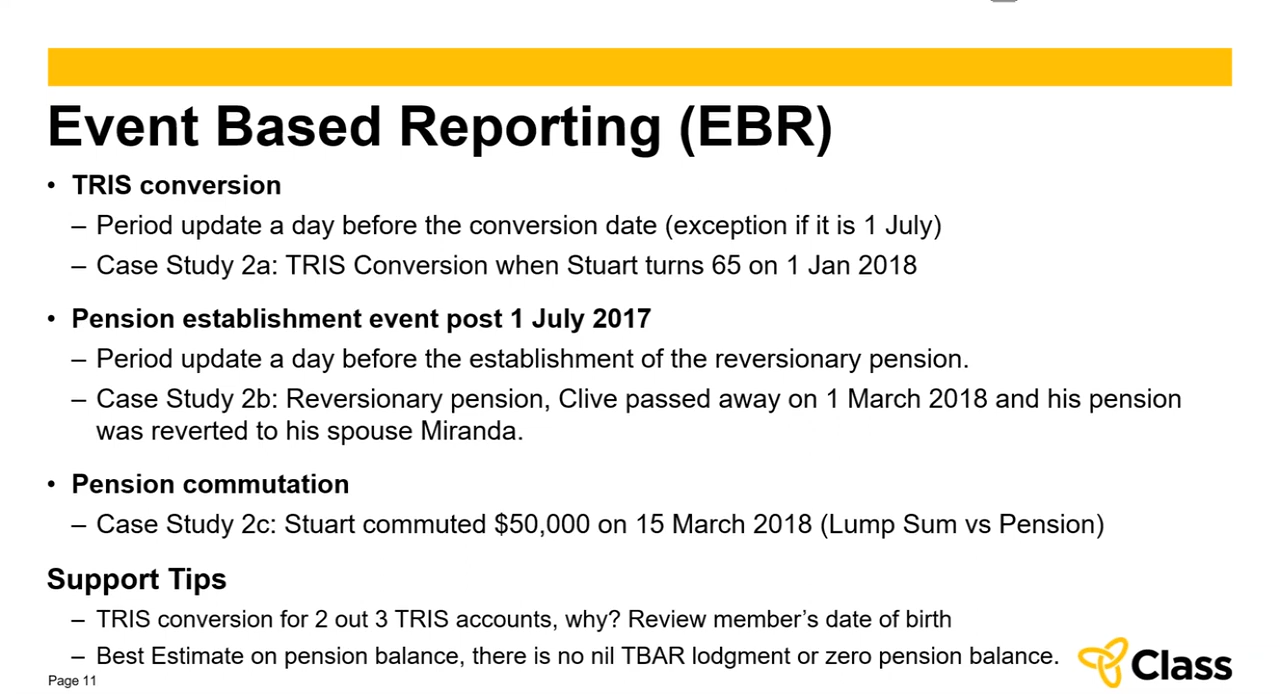 Event Based Reporting (EBR)
• TRIS conversion
– Period update a day before the conversion date (exception if it is 1 July)
– Case Study 2a: TRIS Conversion when Stuart turns 65 on 1 Jan 2018
• Pension establishment event post 1 July 2017
– Period update a day before the establishment of the reversionary pension.
– Case Study 2b: Reversionary pension, Clive passed away on 1 March 2018 and his pension
was reverted to his spouse Miranda.
• Pension commutation
– Case Study 2c: Stuart commuted $50,000 on 15 March 2018 (Lump Sum vs Pension)
Support Tips
– TRIS conversion for 2 out 3 TRIS accounts, why? Review member’s date of birth
– Best Estimate on pension balance, there is no nil TBAR lodgment or zero pension balance.
Class
Page 11